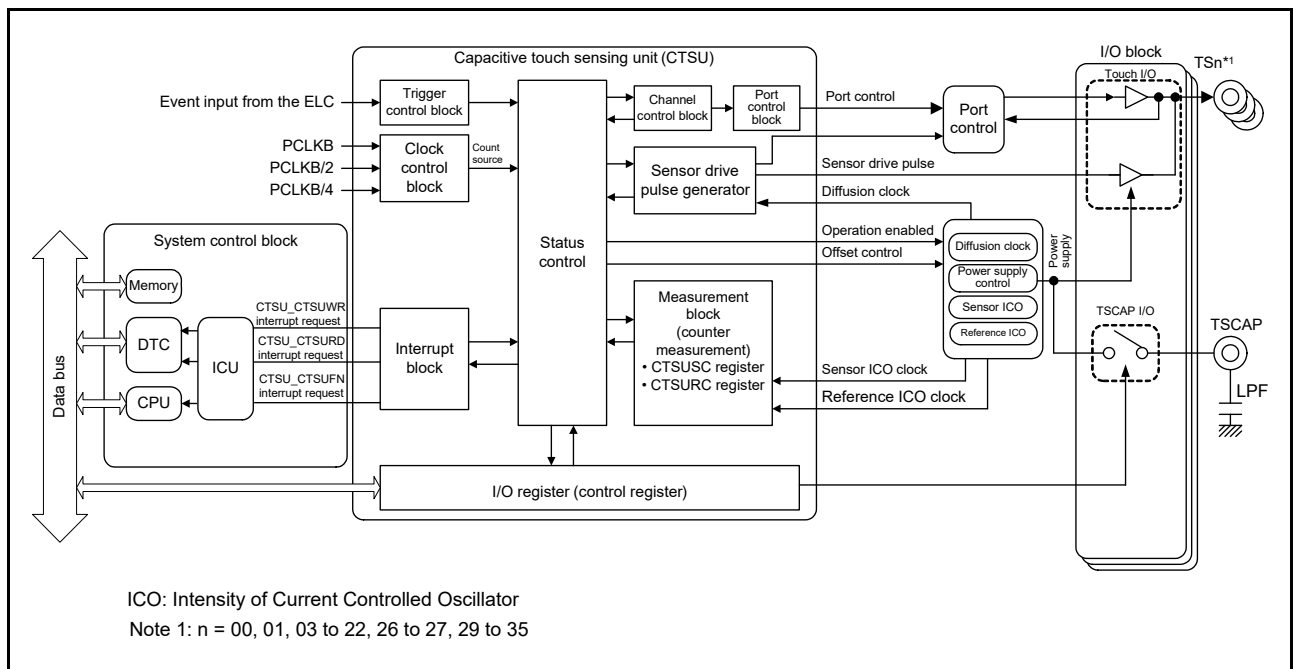 Capacitive touch sensing unit (CTSU)
I/O block
TSn*1
Touch I/O
Event input from the ELC
Trigger
control block
Channel
control block
Port
control
block
Port control
Port
control
PCLKB
PCLKB/2
PCLKB/4
Clock
control
block
Count
source
Sensor drive
pulse generator
Sensor drive pulse
Diffusion clock
System control block
Status
control
Operation enabled
Offset control
Diffusion clock
Power supply
control
Sensor ICO
Reference ICO
Power
supply
Data bus
Memory
DTC
CPU
ICU
CTSU_CTSUWR
interrupt request
CTSU_CTSURD
interrupt request
CTSU_CTSUFN
interrupt request
Interrupt
block
Measurement
block
(counter
measurement)
• CTSUSC register
• CTSURC register
Sensor ICO clock
Reference ICO clock
TSCAP I/O
TSCAP
LPF
I/O register (control register)
ICO: Intensity of Current Controlled Oscillator
Note 1: n = 00, 01, 03 to 22, 26 to 27, 29 to 35